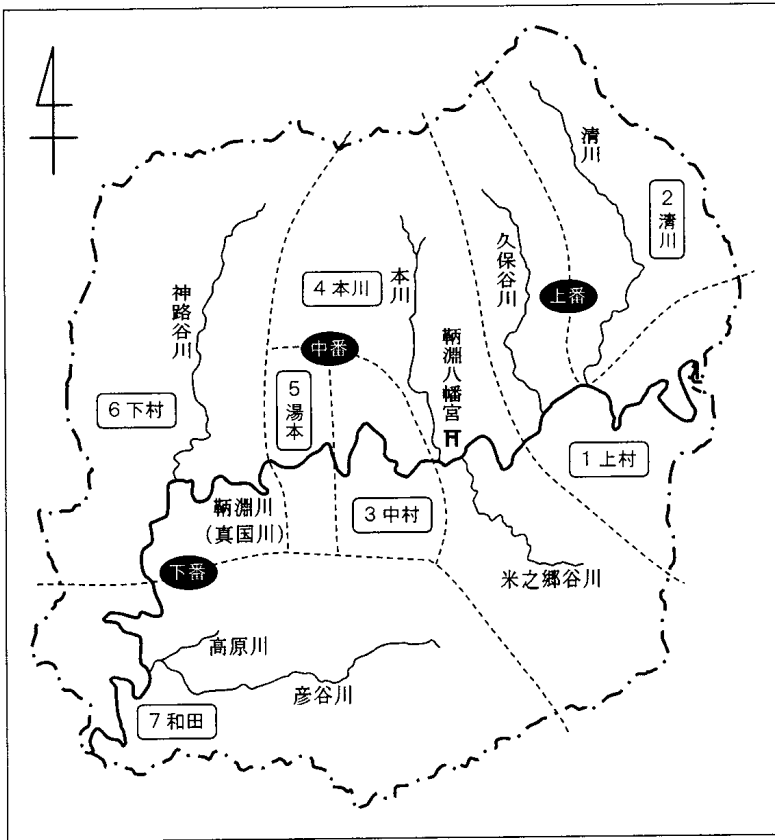 清川
2清川
久保谷川
上番
本川
4本川
神路谷川
中番
鞆淵八幡宮
5湯本
6下村
1上村
鞆淵川
(真国川)
3中村
下番
米之郷谷川
高原川
彦谷川
7和田